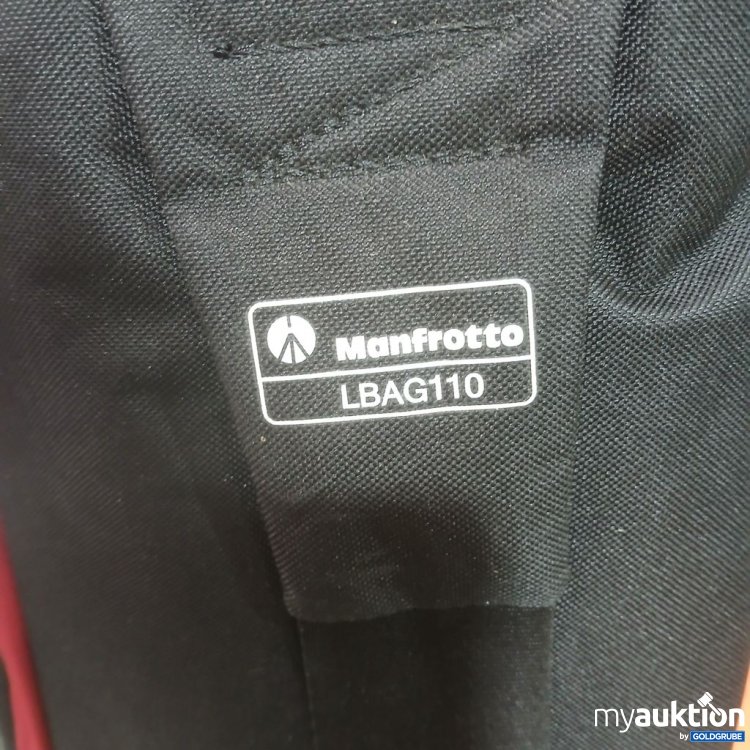 Manfrotto
LBAG110
myauktion
by GOLDGRUBE